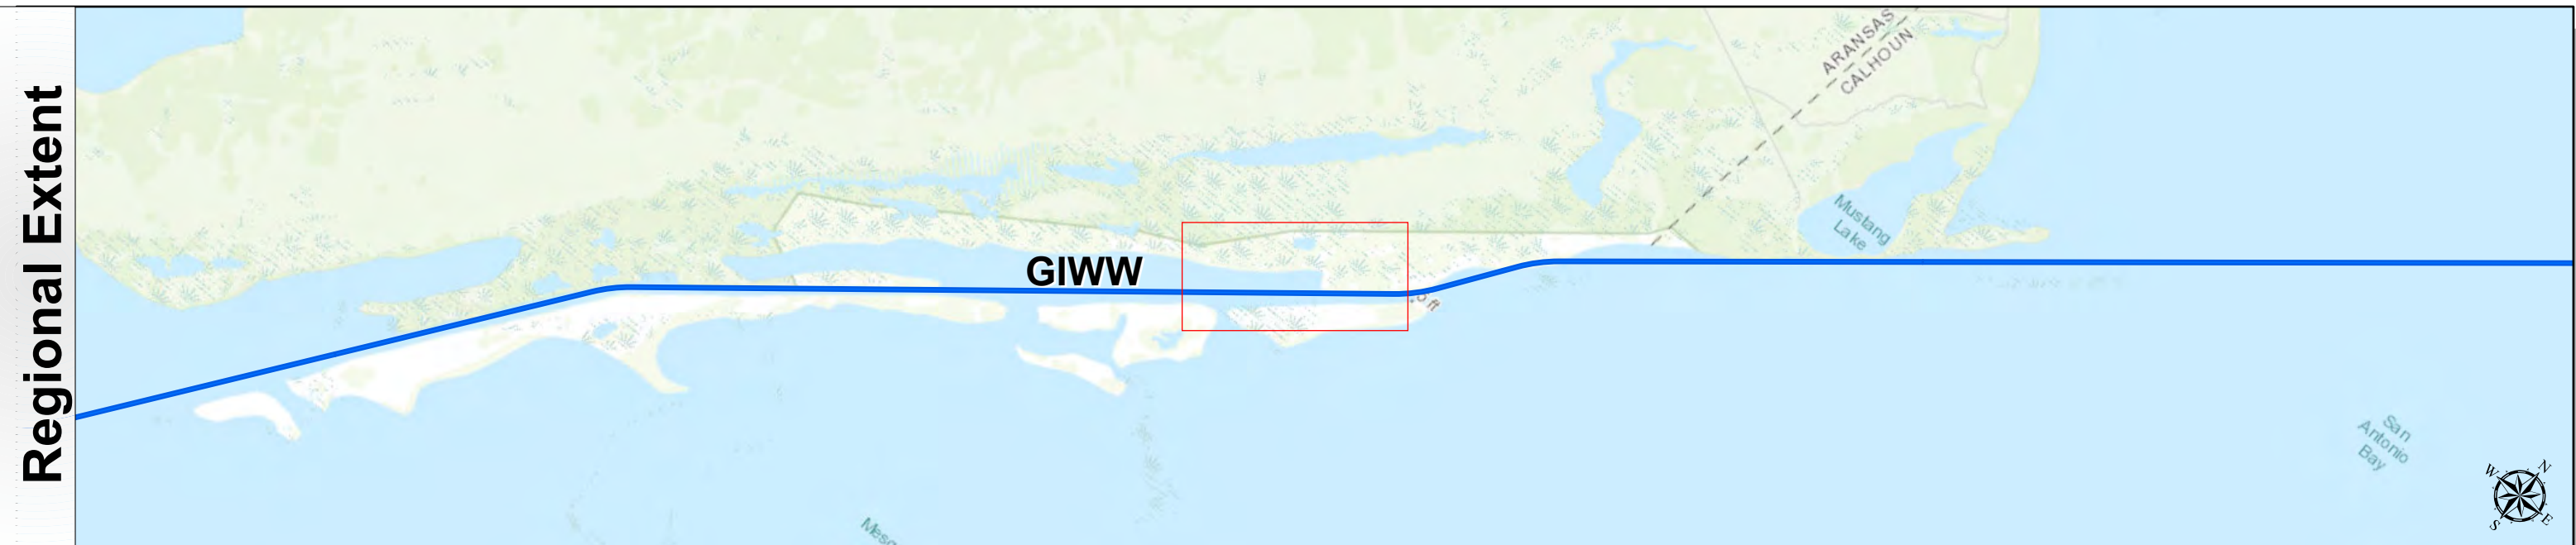 Regional Extent
ARANSAS
CALHOUN
Mustang
Lake
GIWW
San
Antonio
Bay
W
N
S
E